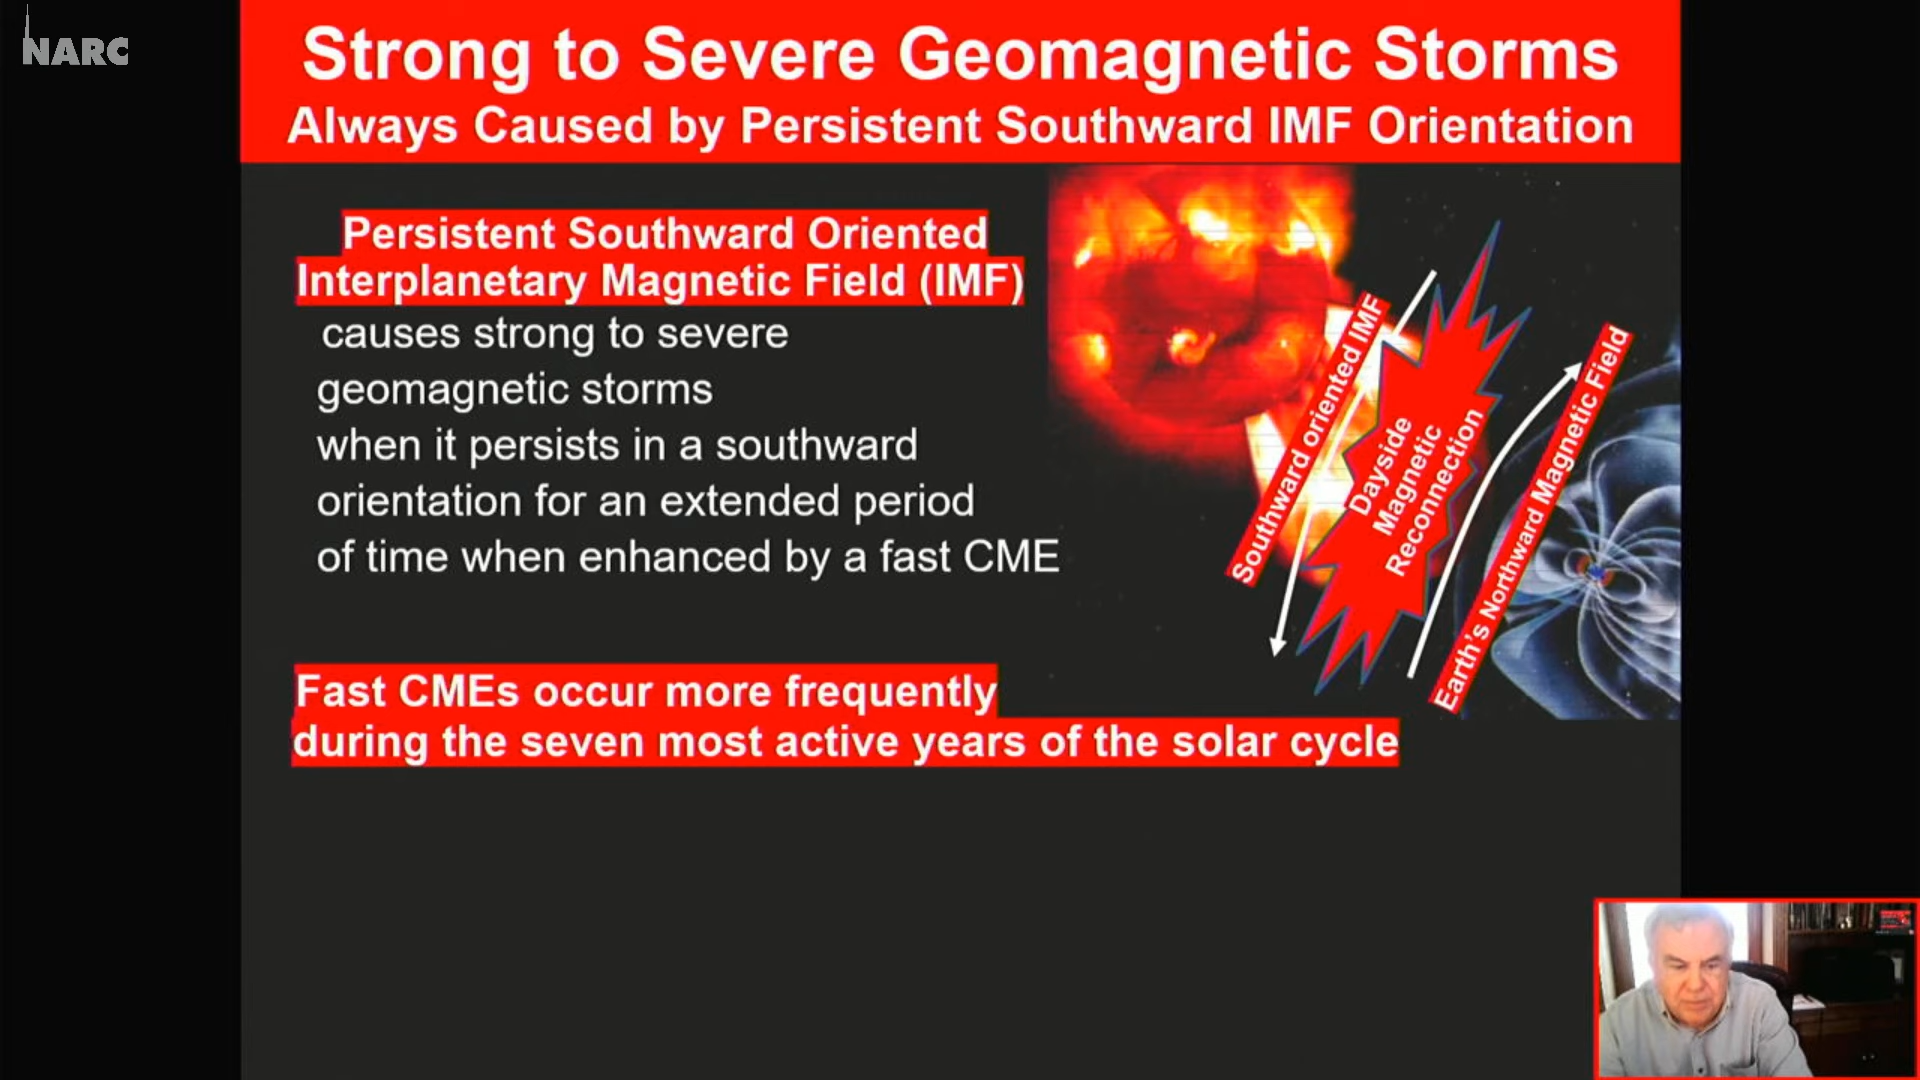 NARC
Strong to Severe Geomagnetic Storms
Always Caused by Persistent Southward IMF Orientation
Persistent Southward Oriented
Interplanetary Magnetic Field (IMF)
causes strong to severe
geomagnetic storms
when it persists in a southward
orientation for an extended period
of time when enhanced by a fast CME
Southward oriented IMF
Dayside
Magnetic
Reconnection
Earth's Northward Magnetic Field
Fast CMEs occur more frequently
during the seven most active years of the solar cycle